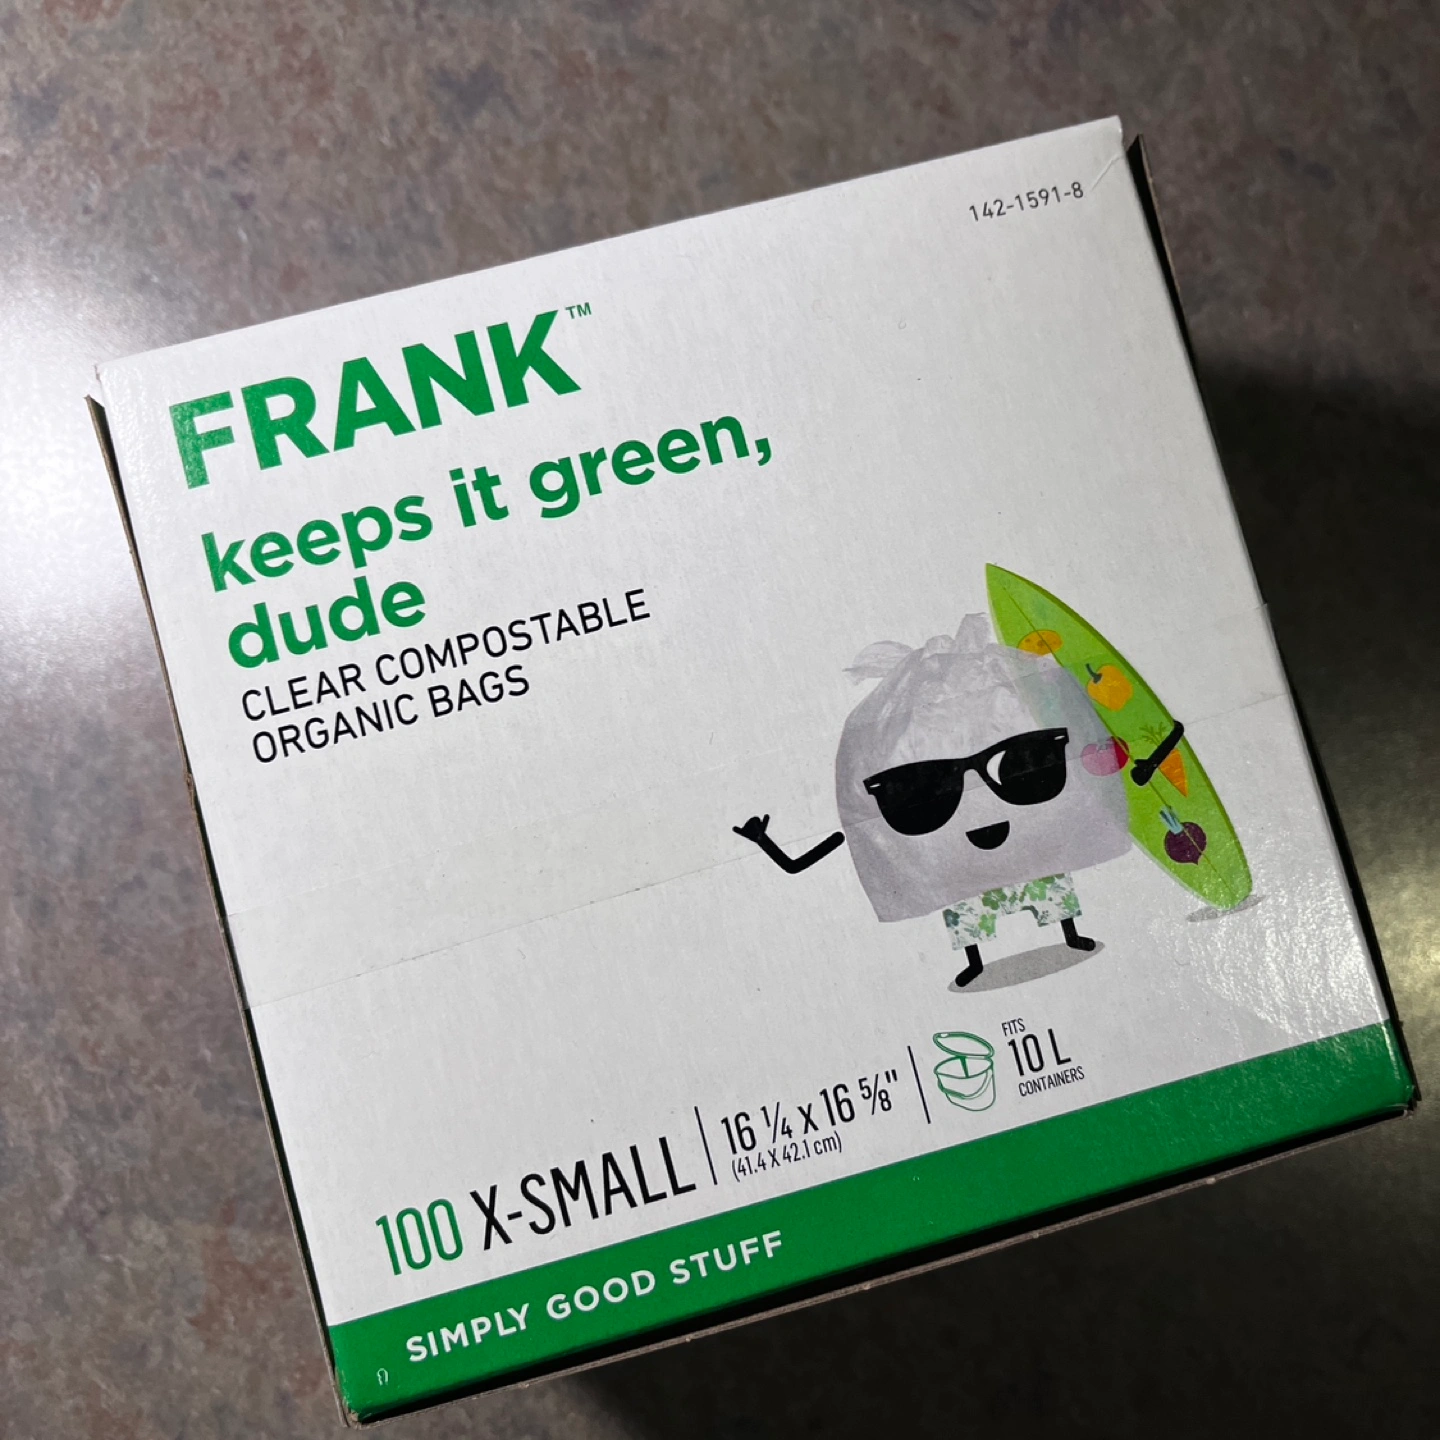 142-1591-8
FRANK™
keeps it green,
dude
CLEAR COMPOSTABLE
ORGANIC BAGS
100 X-SMALL
16 ¼ X 16 ⅝"
(41.4 X 42.1 cm)
FITS
10 L
CONTAINERS
SIMPLY GOOD STUFF